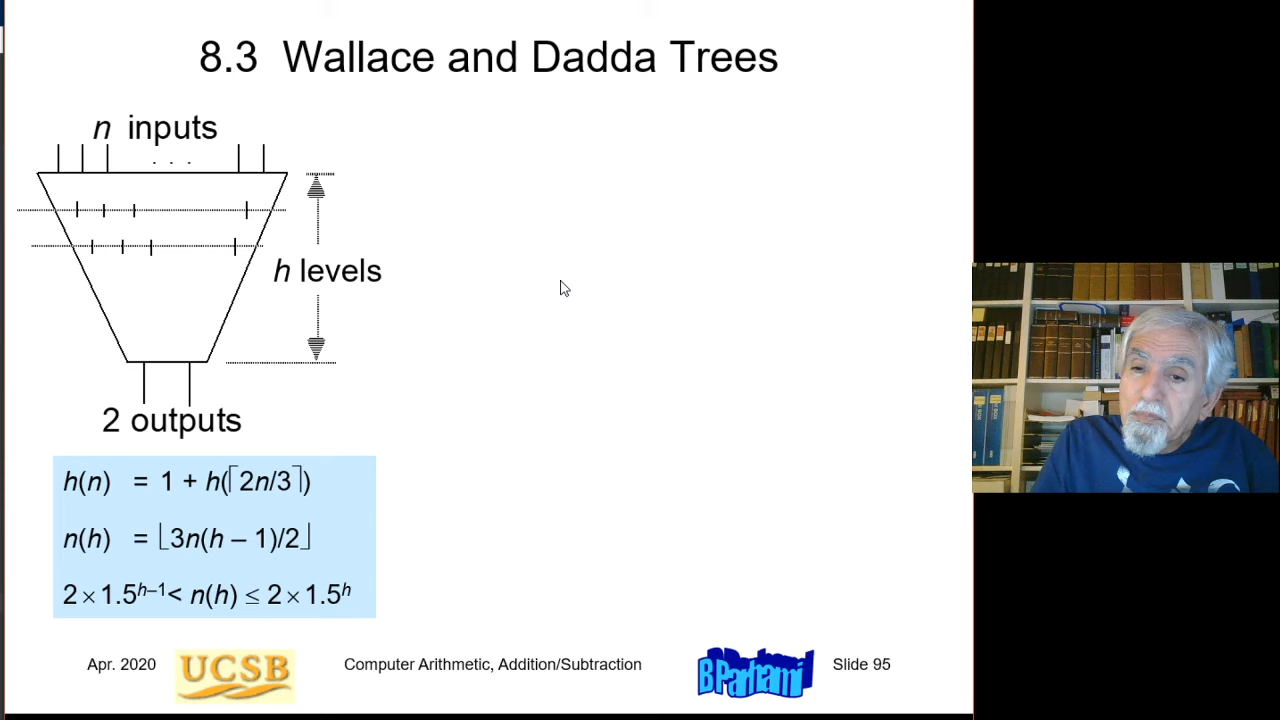 8.3 Wallace and Dadda Trees
n inputs
. . .
h levels
2 outputs
h(n) = 1 + h(⌈2n/3⌉)
n(h) = ⌊3n(h – 1)/2⌋
2 × 1.5^{h–1} < n(h) ≤ 2 × 1.5^h
Apr. 2020
UCSB
Computer Arithmetic, Addition/Subtraction
B Parhami
Slide 95